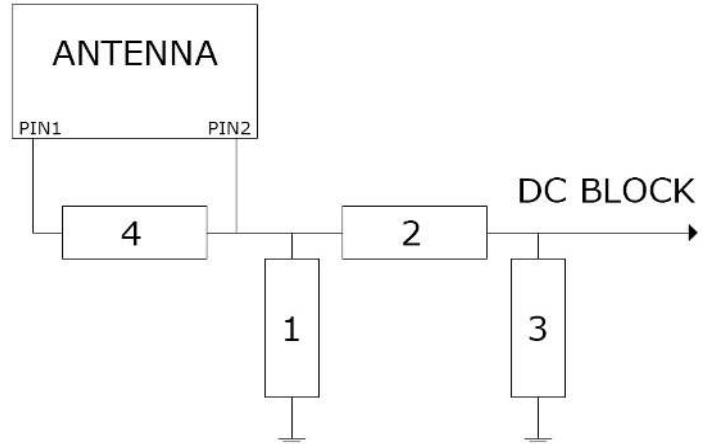 ANTENNA
PIN1 PIN2
DC BLOCK
4 2
1 3